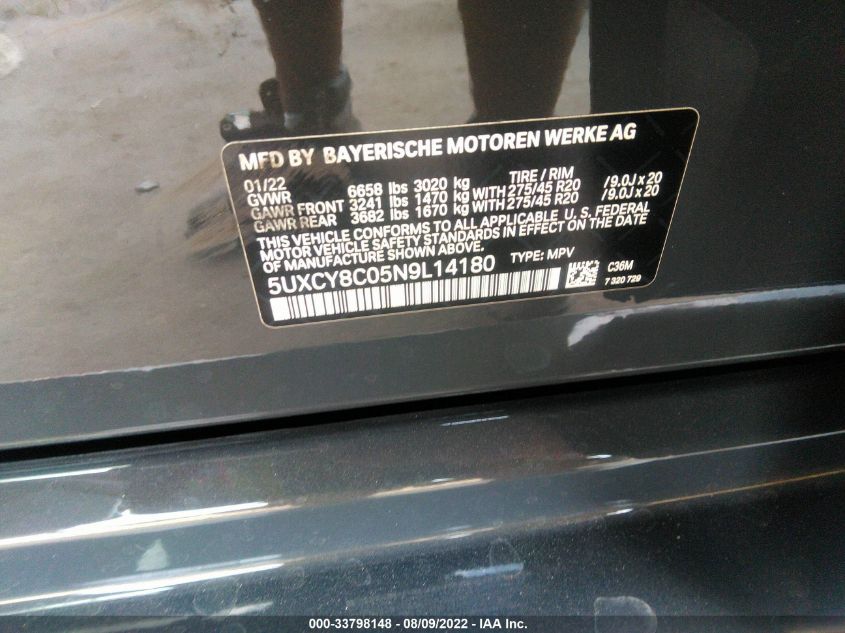 MFD BY BAYERISCHE MOTOREN WERKE AG
01/22 TIRE / RIM
GVWR 6658 lbs 3020 kg
GAWR FRONT 3241 lbs 1470 kg WITH 275/45 R20 /9.0J x 20
GAWR REAR 3682 lbs 1670 kg WITH 275/45 R20 /9.0J x 20
THIS VEHICLE CONFORMS TO ALL APPLICABLE U. S. FEDERAL
MOTOR VEHICLE SAFETY STANDARDS IN EFFECT ON THE DATE
OF MANUFACTURE SHOWN ABOVE.
5UXCY8C05N9L14180 TYPE: MPV
C36M
7 320 729
000-33798148 - 08/09/2022 - IAA Inc.